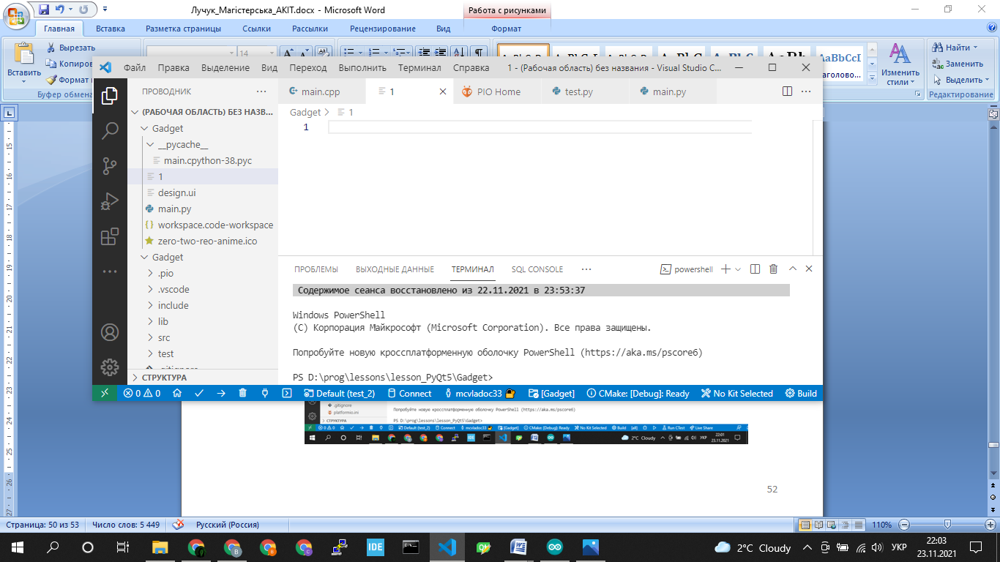 Лучук_Магістерська_АКІТ.docx - Microsoft Word
Работа с рисунками
Главная Вставка Разметка страницы Ссылки Рассылки Рецензирование Вид Формат
Вставить
Вырезать
Формат
Буфер обмена
14
Изменить стили
Найти
Заменить
Выделить
Редактирование
Файл Правка Выделение Вид Переход Выполнить Терминал Справка
1 - (Рабочая область) без названия - Visual Studio C...
ПРОВОДНИК
(РАБОЧАЯ ОБЛАСТЬ) БЕЗ НАЗВ...
Gadget
__pycache__
main.cpython-38.pyc
1
design.ui
main.py
workspace.code-workspace
zero-two-reo-anime.ico
Gadget
.pio
.vscode
include
lib
src
test
СТРУКТУРА
main.cpp 1 PIO Home test.py main.py
Gadget > 1
1
ПРОБЛЕМЫ ВЫХОДНЫЕ ДАННЫЕ ТЕРМИНАЛ SQL CONSOLE
powershell
Содержимое сеанса восстановлено из 22.11.2021 в 23:53:37
Windows PowerShell
(C) Корпорация Майкрософт (Microsoft Corporation). Все права защищены.
Попробуйте новую кроссплатформенную оболочку PowerShell (https://aka.ms/pscore6)
PS D:\prog\lessons\lesson_PyQt5\Gadget>
0 0 Default (test_2) Connect mcvladoc33 [Gadget] CMake: [Debug]: Ready No Kit Selected Build
.gitignore
platformio.ini
СТРУКТУРА
Попробуйте новую кроссплатформенную оболочку PowerShell (https://aka.ms/pscore6)
PS D:\prog\lessons\lesson_PyQt5\Gadget>
0 0 Default (test_2) Connect mcvladoc33 [Gadget] CMake: [Debug]: Ready No Kit Selected Build [all] Run CTest Live Share
2°C Cloudy УКР 22:01
23.11.2021
52
Страница: 50 из 53 Число слов: 5 449 Русский (Россия) 110%
IDE
2°C Cloudy УКР
22:03
23.11.2021